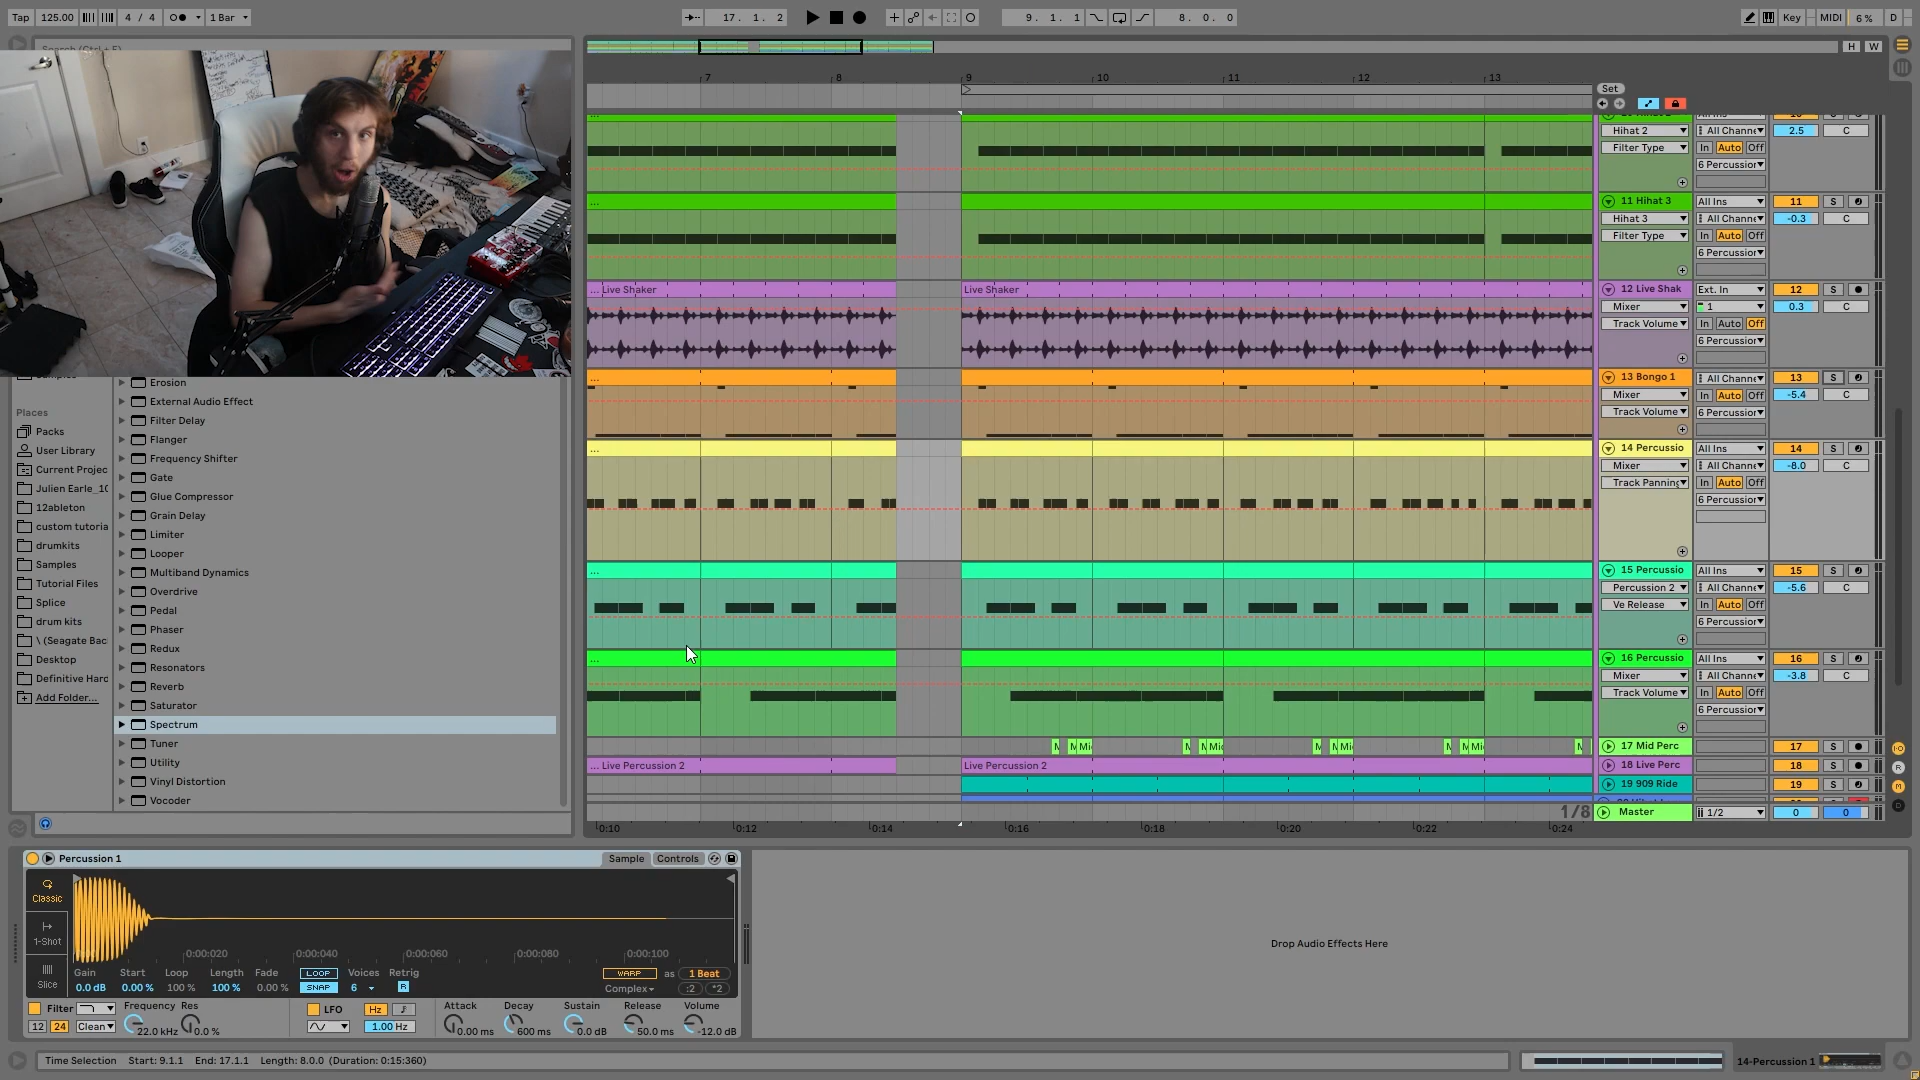 Tap 125.00 4 / 4 1 Bar 17. 1. 2 9. 1. 1 8. 0. 0 Key MIDI 6 % D
Search (Ctrl + F)
H W
7 8 9 10 11 12 13
Set
Hihat 2 All Channe 2.5 C
Filter Type In Auto Off
6 Percussion
... 11 Hihat 3 All Ins 11 S
Hihat 3 All Channe -0.3 C
Filter Type In Auto Off
6 Percussion
... Live Shaker Live Shaker 12 Live Shak Ext. In 12 S
Mixer 1 0.3 C
Track Volume In Auto Off
6 Percussion
... 13 Bongo 1 All Channe 13 S
Mixer In Auto Off -5.4 C
Track Volume 6 Percussion
... 14 Percussio All Ins 14 S
Mixer All Channe -8.0 C
Track Panning In Auto Off
6 Percussion
... 15 Percussio All Ins 15 S
Percussion 2 All Channe -5.6 C
Ve Release In Auto Off
6 Percussion
... 16 Percussio All Ins 16 S
Mixer All Channe -3.8 C
Track Volume In Auto Off
6 Percussion
17 Mid Perc 17 S
... Live Percussion 2 Live Percussion 2 18 Live Perc 18 S
19 909 Ride 19 S
1/8 Master 1/2 0 0
0:10 0:12 0:14 0:16 0:18 0:20 0:22 0:24
Places
Packs
User Library
Current Projec
Julien Earle_10
12ableton
custom tutoria
drumkits
Samples
Tutorial Files
Splice
drum kits
\ (Seagate Bac
Desktop
Definitive Hard
Add Folder...
Erosion
External Audio Effect
Filter Delay
Flanger
Frequency Shifter
Gate
Glue Compressor
Grain Delay
Limiter
Looper
Multiband Dynamics
Overdrive
Pedal
Phaser
Redux
Resonators
Reverb
Saturator
Spectrum
Tuner
Utility
Vinyl Distortion
Vocoder
Percussion 1 Sample Controls
Classic
1-Shot
Slice
0:00:020 0:00:040 0:00:060 0:00:080 0:00:100
Gain Start Loop Length Fade LOOP Voices Retrig WARP as 1 Beat
0.0 dB 0.00 % 100 % 100 % 0.00 % SNAP 6 R Complex :2 *2
Filter Frequency Res LFO Hz Attack Decay Sustain Release Volume
12 24 Clean 22.0 kHz 0.0 % 1.00 Hz 0.00 ms 600 ms 0.0 dB 50.0 ms -12.0 dB
Drop Audio Effects Here
Time Selection Start: 9.1.1 End: 17.1.1 Length: 8.0.0 (Duration: 0:15:360)
14-Percussion 1